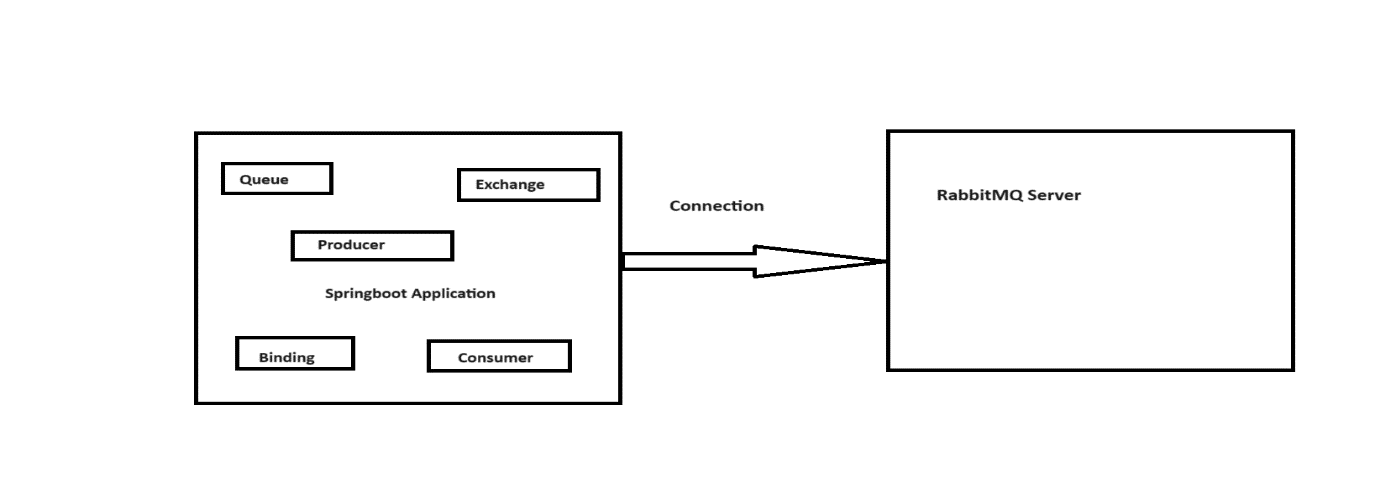 Queue
Exchange
Producer
Springboot Application
Binding
Consumer
Connection
RabbitMQ Server